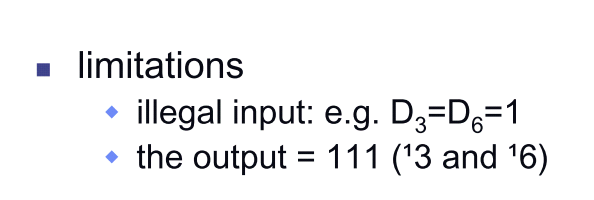 limitations
illegal input: e.g. D₃=D₆=1
the output = 111 (¹3 and ¹6)